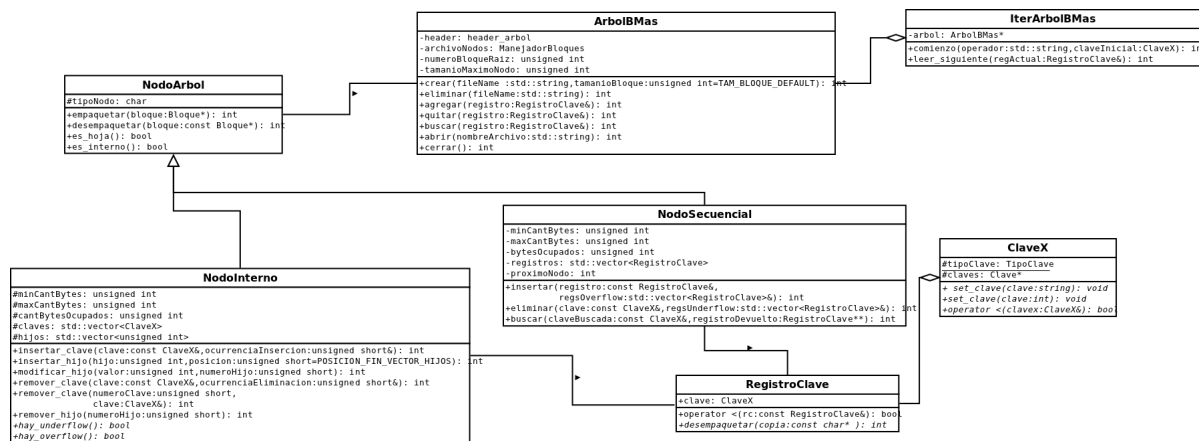 ArbolBMas
-header: header_arbol
-archivoNodos: ManejadorBloques
-numeroBloqueRaiz: unsigned int
-tamanioMaximoNodo: unsigned int
+crear(fileName :std::string,tamanioBloque:unsigned int=TAM_BLOQUE_DEFAULT): int
+eliminar(fileName:std::string): int
+agregar(registro:RegistroClave&): int
+quitar(registro:RegistroClave&): int
+buscar(registro:RegistroClave&): int
+abrir(nombreArchivo:std::string): int
+cerrar(): int
IterArbolBMas
-arbol: ArbolBMas*
+comienzo(operador:std::string,claveInicial:ClaveX): in
+leer_siguiente(regActual:RegistroClave&): int
NodoArbol
#tipoNodo: char
+empaquetar(bloque:Bloque*): int
+desempaquetar(bloque:const Bloque*): int
+es_hoja(): bool
+es_interno(): bool
NodoSecuencial
-minCantBytes: unsigned int
-maxCantBytes: unsigned int
-bytesOcupados: unsigned int
-registros: std::vector<RegistroClave>
-proximoNodo: int
+insertar(registro:const RegistroClave&,
regsOverflow:std::vector<RegistroClave>&): int
+eliminar(clave:const ClaveX&,regsUnderflow:std::vector<RegistroClave>&): int
+buscar(claveBuscada:const ClaveX&,registroDevuelto:RegistroClave**): int
ClaveX
#tipoClave: TipoClave
#claves: Clave*
+ set_clave(clave:string): void
+set_clave(clave:int): void
+operator <(clavex:ClaveX&): bool
NodoInterno
#minCantBytes: unsigned int
#maxCantBytes: unsigned int
#cantBytesOcupados: unsigned int
#claves: std::vector<ClaveX>
#hijos: std::vector<unsigned int>
+insertar_clave(clave:const ClaveX&,ocurrenciaInsercion:unsigned short&): int
+insertar_hijo(hijo:unsigned int,posicion:unsigned short=POSICION_FIN_VECTOR_HIJOS): int
+modificar_hijo(valor:unsigned int,numeroHijo:unsigned short): int
+remover_clave(clave:const ClaveX&,ocurrenciaEliminacion:unsigned short&): int
+remover_clave(numeroClave:unsigned short,
clave:ClaveX&): int
+remover_hijo(numeroHijo:unsigned short): int
+hay_underflow(): bool
+hay_overflow(): bool
RegistroClave
+clave: ClaveX
+operator <(rc:const RegistroClave&): bool
+desempaquetar(copia:const char* ): int